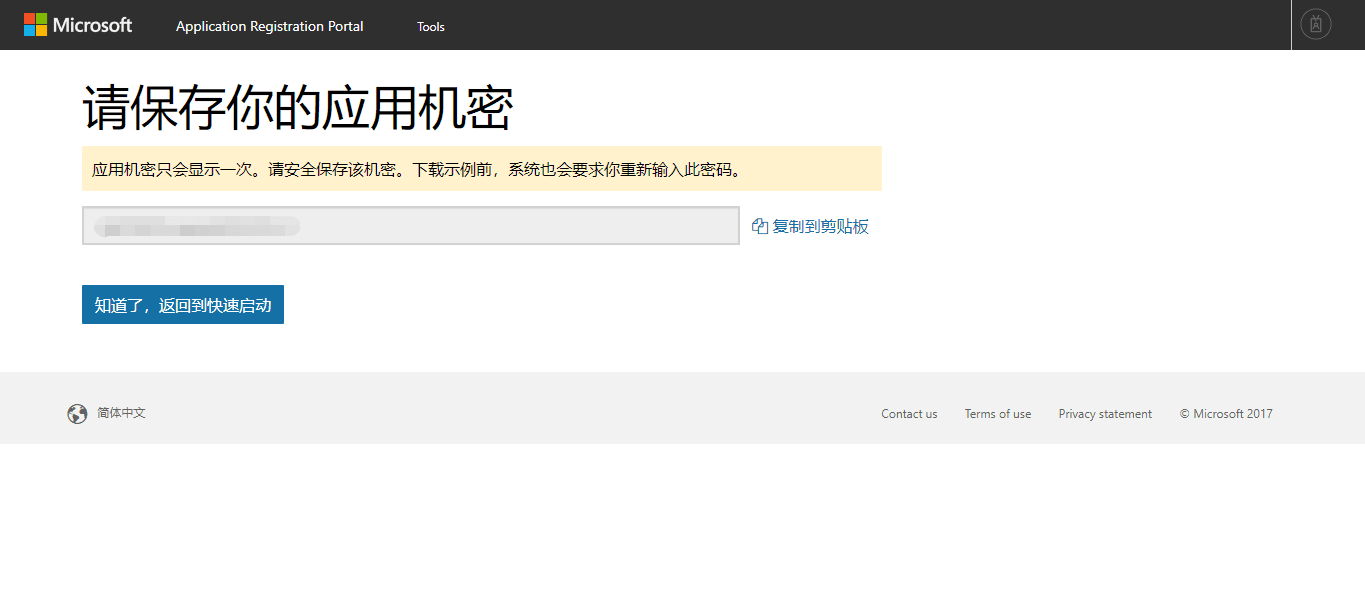 Microsoft
Application Registration Portal
Tools
请保存你的应用机密
应用机密只会显示一次。请安全保存该机密。下载示例前，系统也会要求你重新输入此密码。
复制到剪贴板
知道了，返回到快速启动
简体中文
Contact us
Terms of use
Privacy statement
© Microsoft 2017